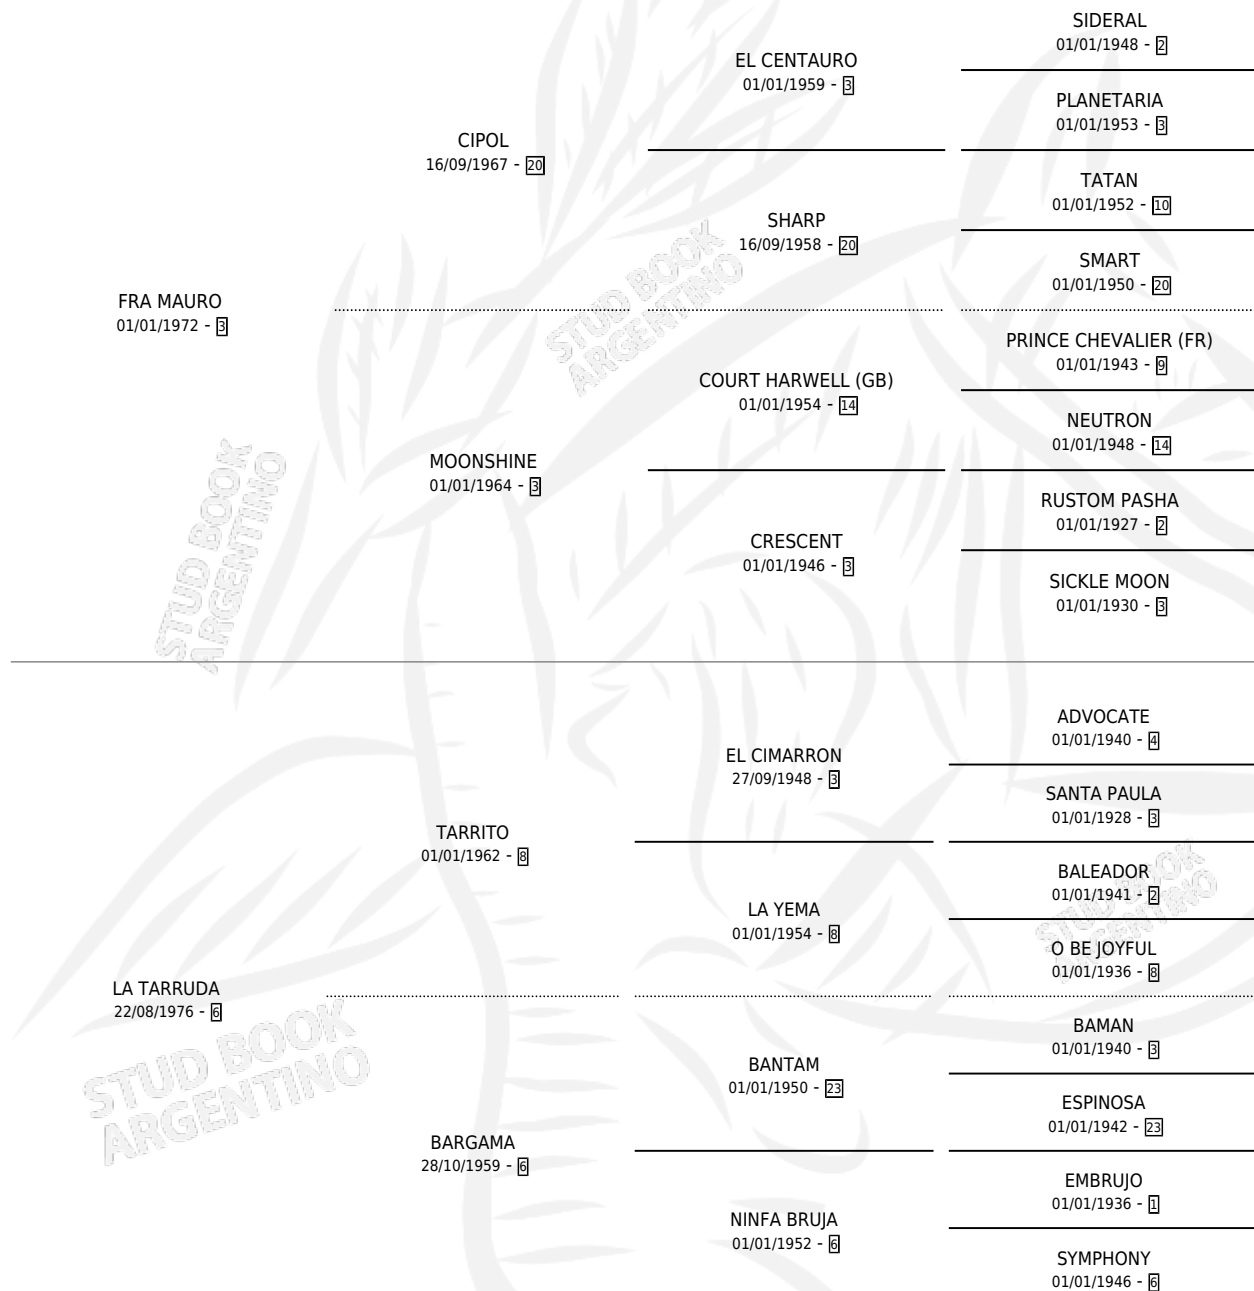 SIDERAL
01/01/1948 - 2
EL CENTAURO
01/01/1959 - 3
PLANETARIA
01/01/1953 - 3
CIPOL
16/09/1967 - 20
TATAN
01/01/1952 - 10
SHARP
16/09/1958 - 20
SMART
01/01/1950 - 20
FRA MAURO
01/01/1972 - 3
PRINCE CHEVALIER (FR)
01/01/1943 - 9
COURT HARWELL (GB)
01/01/1954 - 14
NEUTRON
01/01/1948 - 14
MOONSHINE
01/01/1964 - 3
RUSTOM PASHA
01/01/1927 - 2
CRESCENT
01/01/1946 - 3
SICKLE MOON
01/01/1930 - 3
ADVOCATE
01/01/1940 - 4
EL CIMARRON
27/09/1948 - 3
SANTA PAULA
01/01/1928 - 3
TARRITO
01/01/1962 - 8
BALEADOR
01/01/1941 - 2
LA YEMA
01/01/1954 - 8
O BE JOYFUL
01/01/1936 - 8
LA TARRUDA
22/08/1976 - 6
BAMAN
01/01/1940 - 3
BANTAM
01/01/1950 - 23
ESPINOSA
01/01/1942 - 23
BARGAMA
28/10/1959 - 6
EMBRUJO
01/01/1936 - 1
NINFA BRUJA
01/01/1952 - 6
SYMPHONY
01/01/1946 - 6
STUD BOOK
ARGENTINO
STUD BOOK
ARGENTINO
STUD BOOK
ARGENTINO
STUD BOOK
ARGENTINO